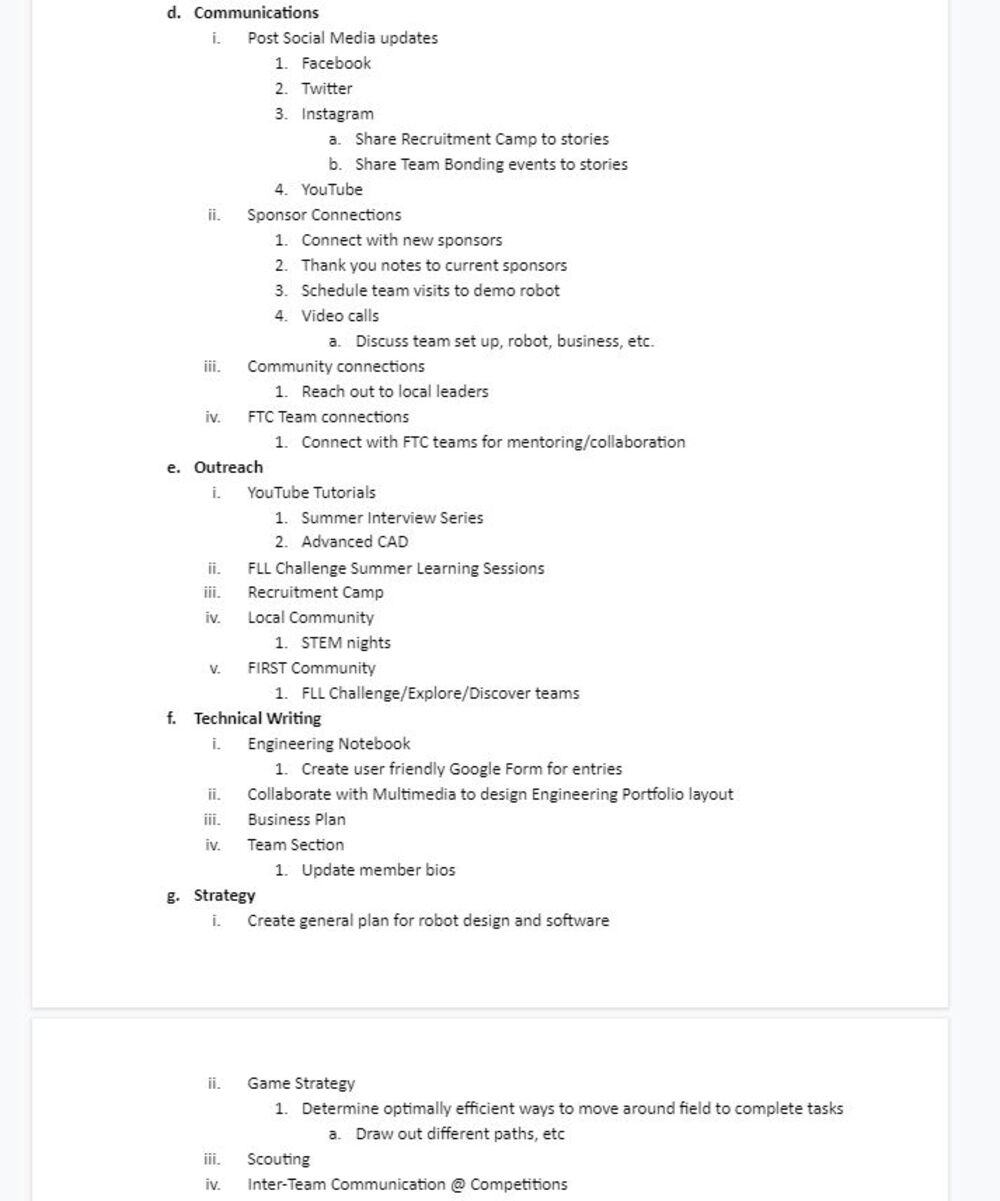 d. Communications
i. Post Social Media updates
1. Facebook
2. Twitter
3. Instagram
a. Share Recruitment Camp to stories
b. Share Team Bonding events to stories
4. YouTube
ii. Sponsor Connections
1. Connect with new sponsors
2. Thank you notes to current sponsors
3. Schedule team visits to demo robot
4. Video calls
a. Discuss team set up, robot, business, etc.
iii. Community connections
1. Reach out to local leaders
iv. FTC Team connections
1. Connect with FTC teams for mentoring/collaboration
e. Outreach
i. YouTube Tutorials
1. Summer Interview Series
2. Advanced CAD
ii. FLL Challenge Summer Learning Sessions
iii. Recruitment Camp
iv. Local Community
1. STEM nights
v. FIRST Community
1. FLL Challenge/Explore/Discover teams
f. Technical Writing
i. Engineering Notebook
1. Create user friendly Google Form for entries
ii. Collaborate with Multimedia to design Engineering Portfolio layout
iii. Business Plan
iv. Team Section
1. Update member bios
g. Strategy
i. Create general plan for robot design and software
ii. Game Strategy
1. Determine optimally efficient ways to move around field to complete tasks
a. Draw out different paths, etc
iii. Scouting
iv. Inter-Team Communication @ Competitions